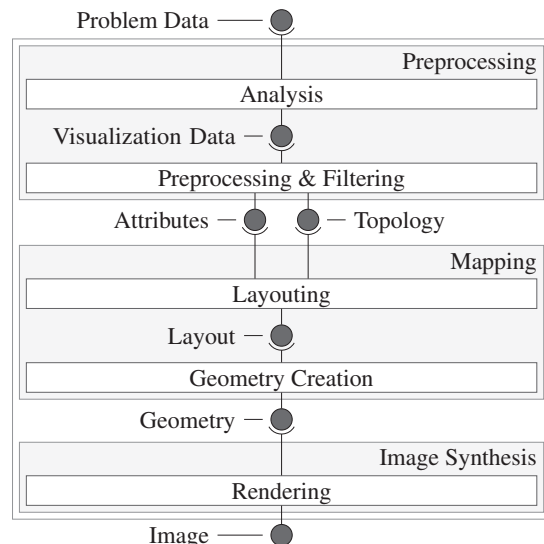 Problem Data
Preprocessing
Analysis
Visualization Data
Preprocessing & Filtering
Attributes
Topology
Mapping
Layouting
Layout
Geometry Creation
Geometry
Image Synthesis
Rendering
Image